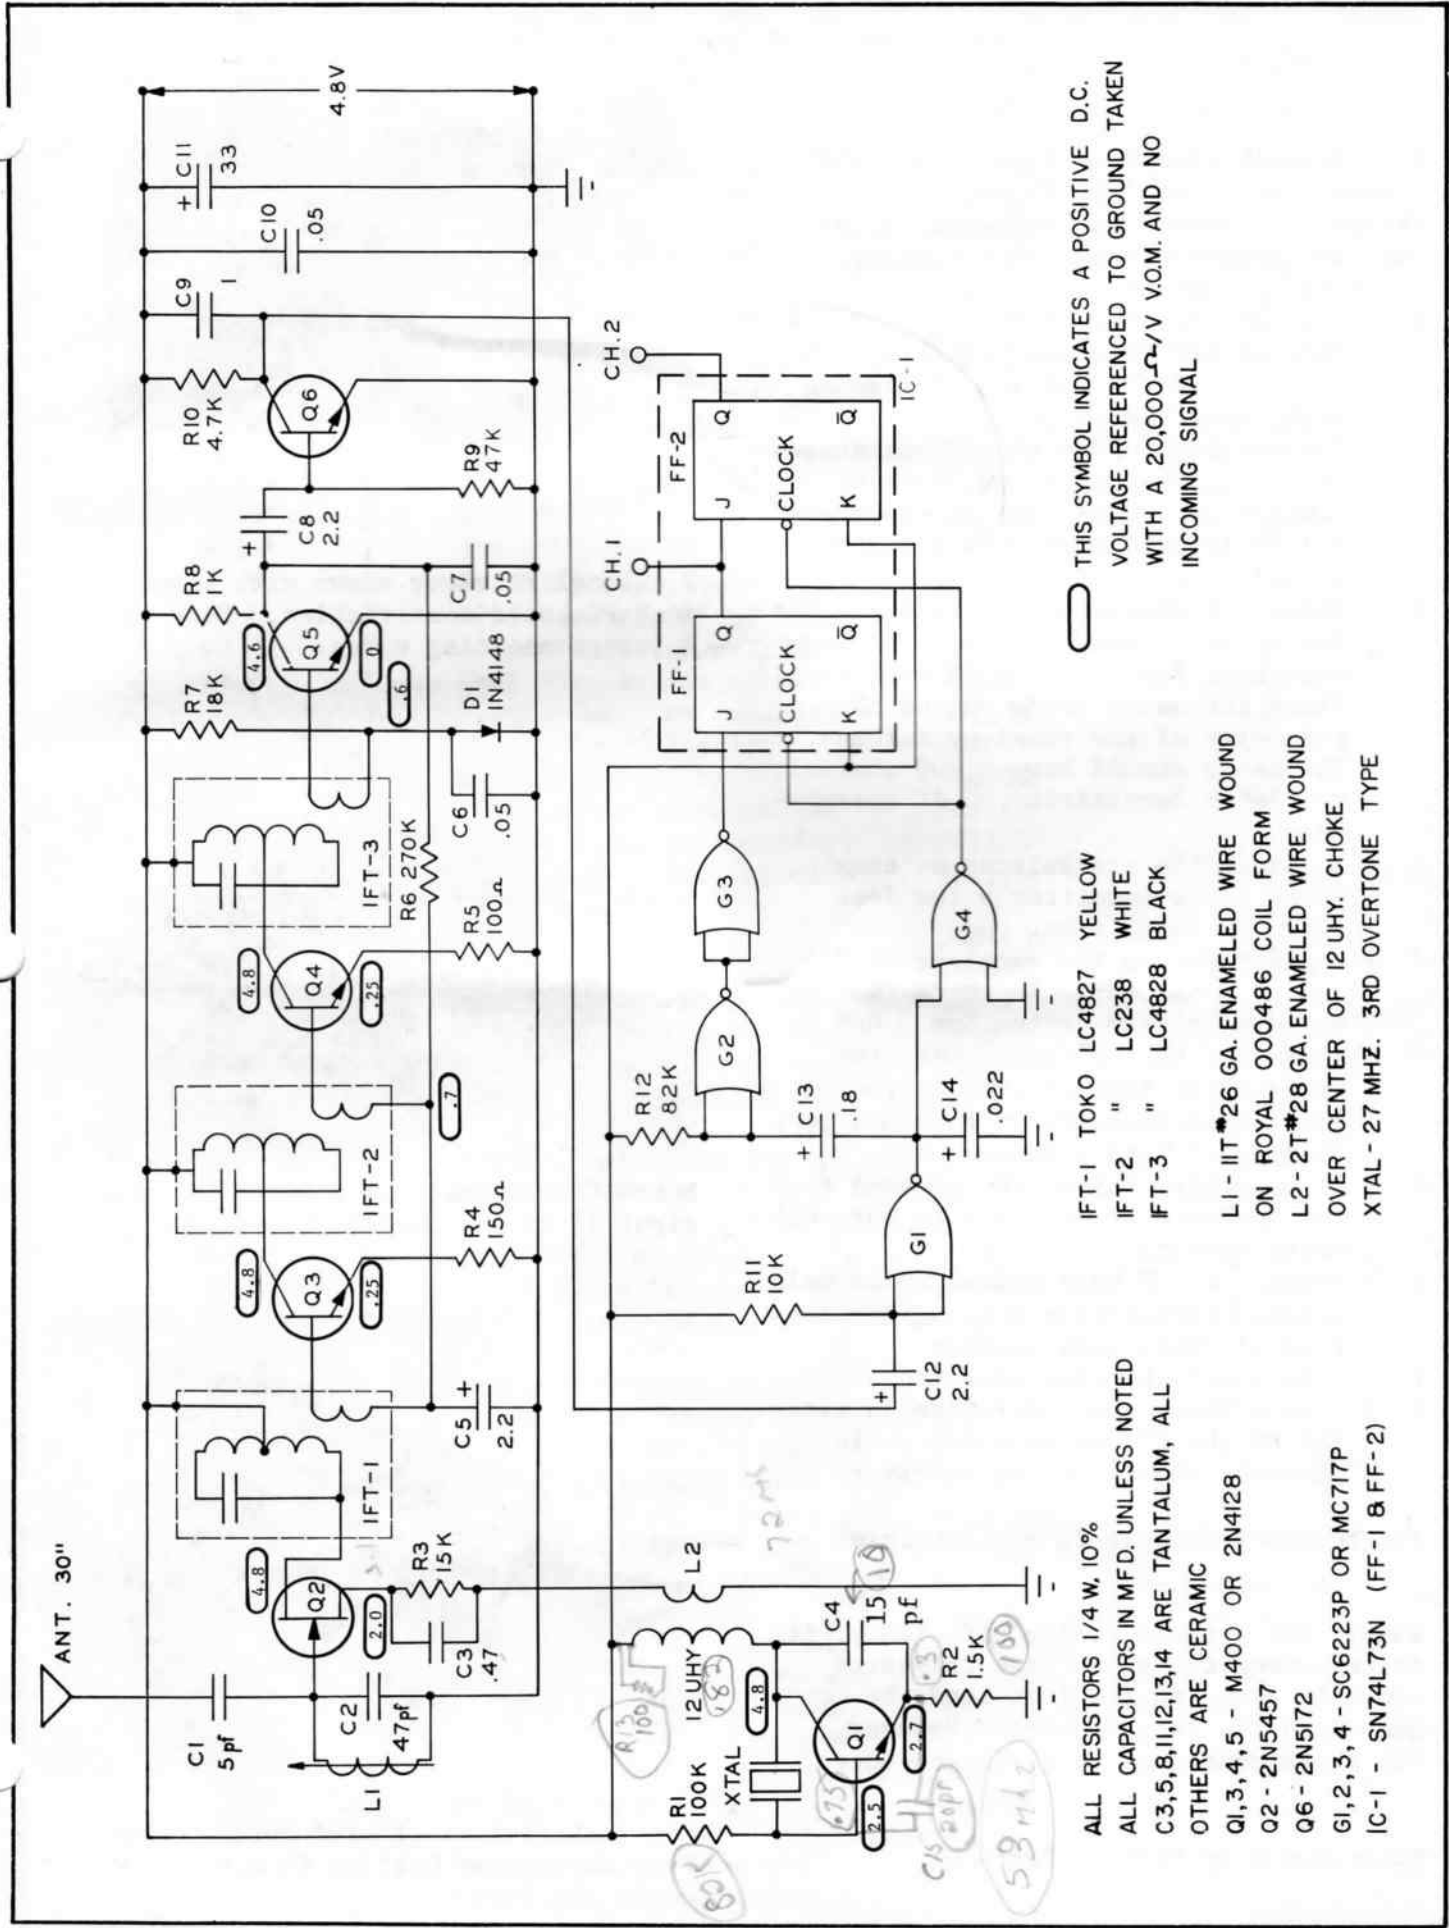 ANT. 30"
C1
5 pf
L1
C2
47pf
Q2
4.8
2.0
R3
15K
C3
.47
IFT-1
C5
2.2
+
Q3
4.8
.25
R4
150Ω
IFT-2
.7
Q4
4.8
.25
R5
100Ω
R6 270K
IFT-3
C6
.05
D1
1N4148
R7
18K
Q5
4.6
0
.6
R8
1K
C7
.05
+
C8
2.2
R9
47K
Q6
R10
4.7K
C9
1
C10
.05
+
C11
33
4.8V
R1
100K
80K
XTAL
R13
100
12 UHY
.82
L2
72 M
4.8
Q1
2.5
.75
2.7
.3
C4
15
pf
10
R2
1.5K
100
C15
20pf
53 mhz
+
C12
2.2
R11
10K
G1
R12
82K
+
C13
.18
+
C14
.022
G2
G3
G4
FF-1
J
CLOCK
K
Q
Q̅
CH.1
FF-2
J
CLOCK
K
Q
Q̅
CH.2
IC-1
ALL RESISTORS 1/4 W, 10%
ALL CAPACITORS IN MFD. UNLESS NOTED
C3,5,8,11,12,13,14 ARE TANTALUM, ALL
OTHERS ARE CERAMIC
Q1,3,4,5 - M400 OR 2N4128
Q2 - 2N5457
Q6 - 2N5172
G1,2,3,4 - SC6223P OR MC717P
IC-1 - SN74L73N (FF-1 & FF-2)
IFT-1 TOKO LC4827 YELLOW
IFT-2 " LC238 WHITE
IFT-3 " LC4828 BLACK
L1 - 11T #26 GA. ENAMELED WIRE WOUND
ON ROYAL 000486 COIL FORM
L2 - 2T #28 GA. ENAMELED WIRE WOUND
OVER CENTER OF 12 UHY. CHOKE
XTAL - 27 MHZ. 3RD OVERTONE TYPE
THIS SYMBOL INDICATES A POSITIVE D.C.
VOLTAGE REFERENCED TO GROUND TAKEN
WITH A 20,000-Ω/V V.O.M. AND NO
INCOMING SIGNAL